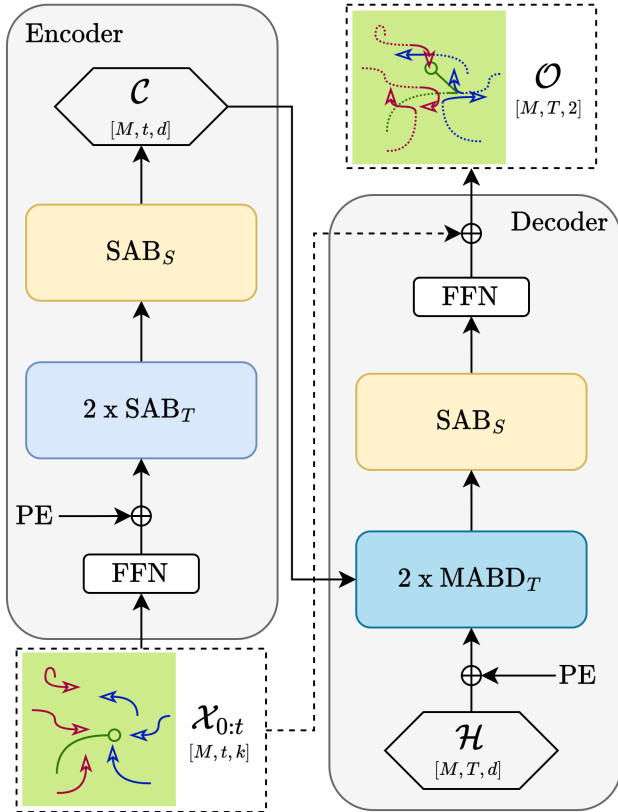 Encoder
𝒞
[M, t, d]
SAB_S
2 x SAB_T
PE
FFN
𝒳_{0:t}
[M, t, k]
𝒪
[M, T, 2]
Decoder
FFN
SAB_S
2 x MABD_T
PE
ℋ
[M, T, d]